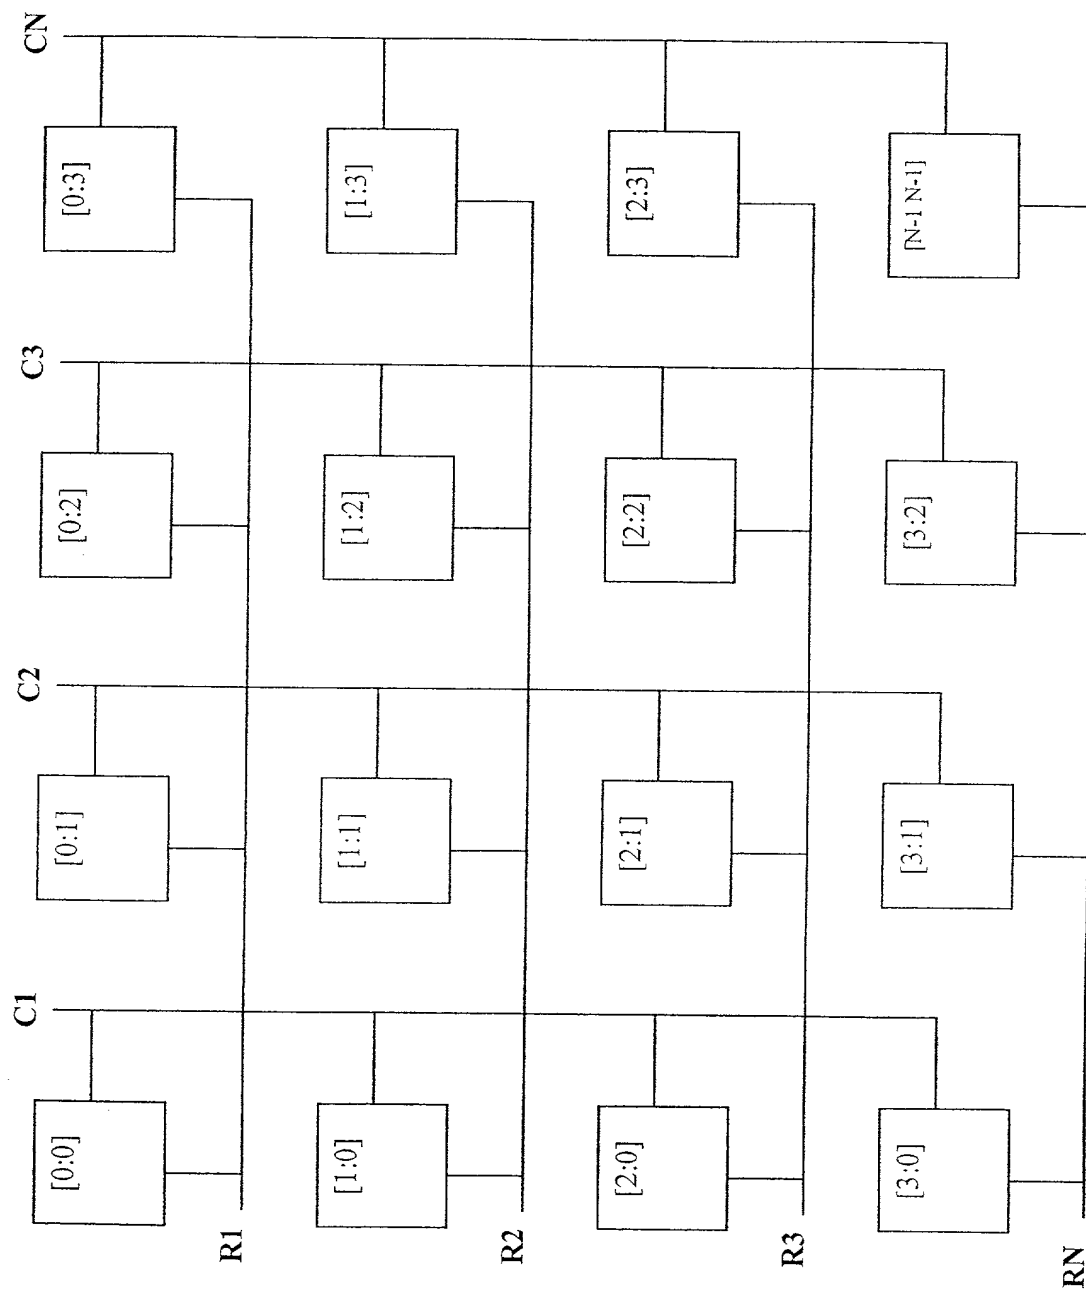 C1
C2
C3
CN
[0:0]
[0:1]
[0:2]
[0:3]
R1
[1:0]
[1:1]
[1:2]
[1:3]
R2
[2:0]
[2:1]
[2:2]
[2:3]
R3
[3:0]
[3:1]
[3:2]
[N-1 N-1]
RN